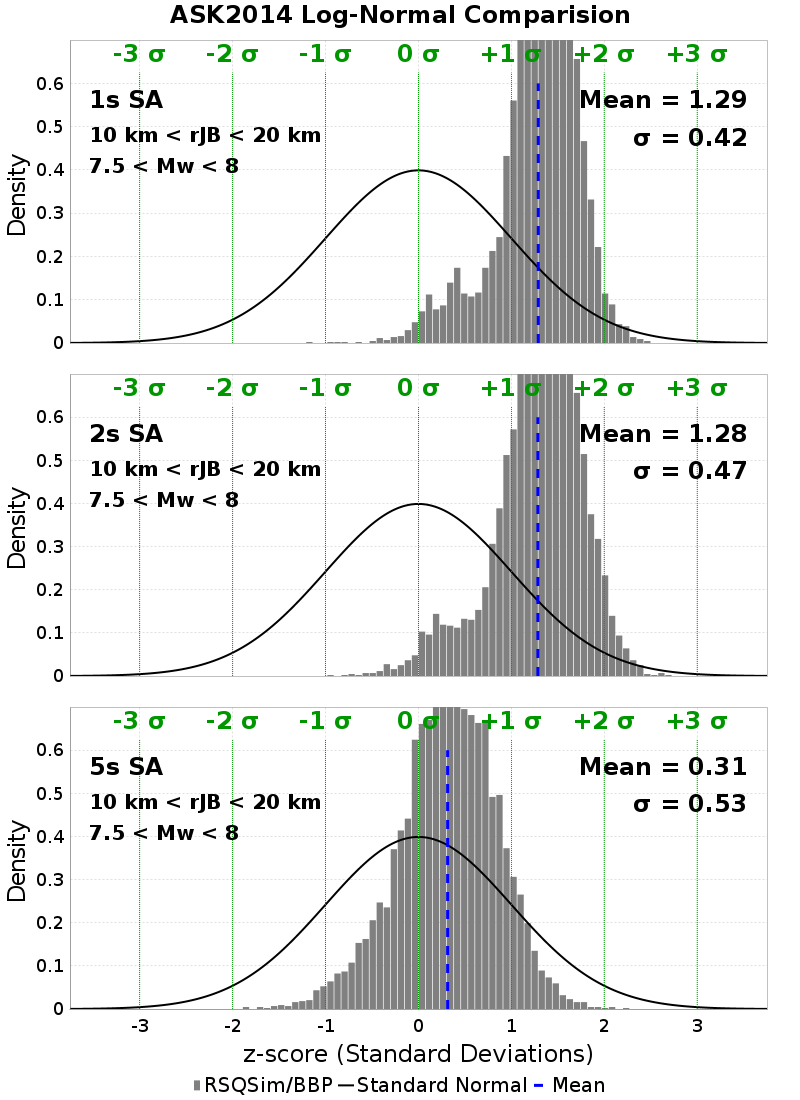 ASK2014 Log-Normal Comparision
-3 σ -2 σ -1 σ 0 σ +1 σ +2 σ +3 σ
1s SA
Mean = 1.29
10 km < rJB < 20 km
σ = 0.42
7.5 < Mw < 8
Density
0.6
0.5
0.4
0.3
0.2
0.1
0
-3 σ -2 σ -1 σ 0 σ +1 σ +2 σ +3 σ
2s SA
Mean = 1.28
10 km < rJB < 20 km
σ = 0.47
7.5 < Mw < 8
Density
0.6
0.5
0.4
0.3
0.2
0.1
0
-3 σ -2 σ -1 σ 0 σ +1 σ +2 σ +3 σ
5s SA
Mean = 0.31
10 km < rJB < 20 km
σ = 0.53
7.5 < Mw < 8
Density
0.6
0.5
0.4
0.3
0.2
0.1
0
-3 -2 -1 0 1 2 3
z-score (Standard Deviations)
RSQSim/BBP Standard Normal Mean